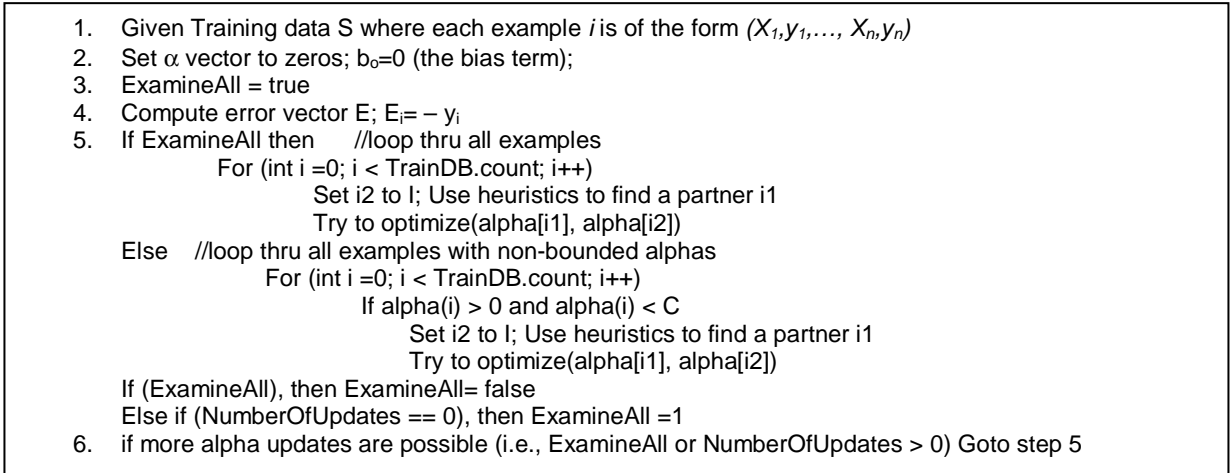 1. Given Training data S where each example i is of the form (X1,y1,…, Xn,yn)
2. Set α vector to zeros; bo=0 (the bias term);
3. ExamineAll = true
4. Compute error vector E; Ei= – yi
5. If ExamineAll then //loop thru all examples
For (int i =0; i < TrainDB.count; i++)
Set i2 to I; Use heuristics to find a partner i1
Try to optimize(alpha[i1], alpha[i2])
Else //loop thru all examples with non-bounded alphas
For (int i =0; i < TrainDB.count; i++)
If alpha(i) > 0 and alpha(i) < C
Set i2 to I; Use heuristics to find a partner i1
Try to optimize(alpha[i1], alpha[i2])
If (ExamineAll), then ExamineAll= false
Else if (NumberOfUpdates == 0), then ExamineAll =1
6. if more alpha updates are possible (i.e., ExamineAll or NumberOfUpdates > 0) Goto step 5